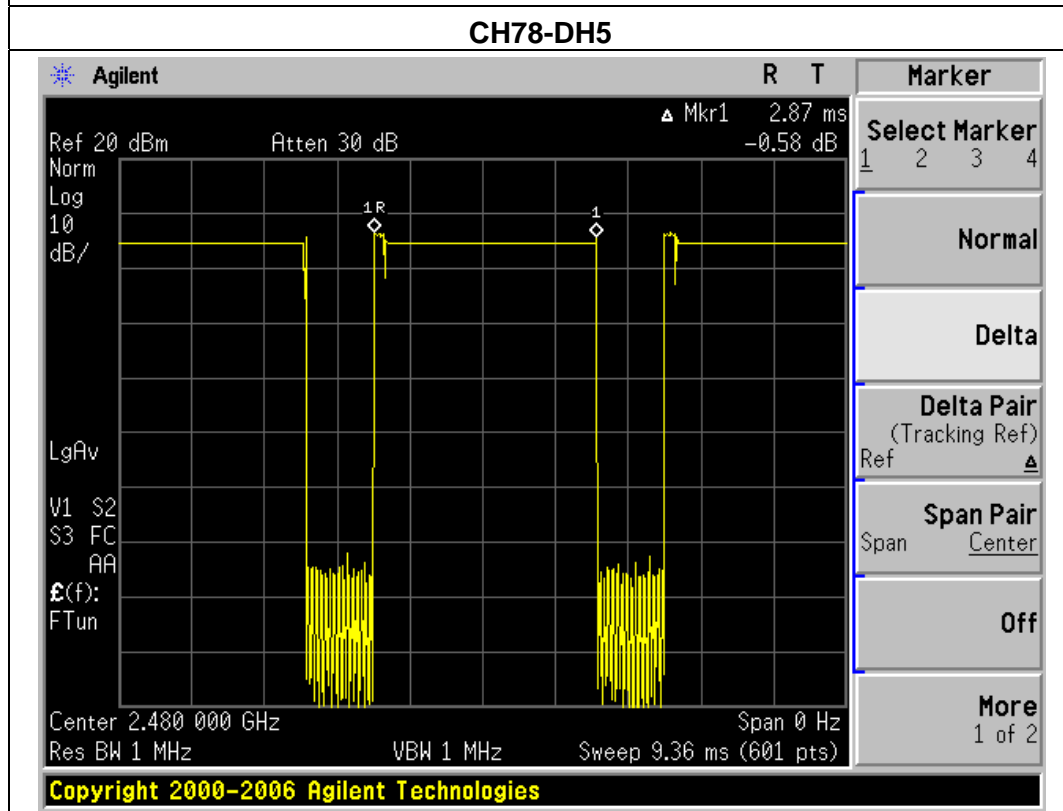 CH78-DH5
Agilent R T
Marker
Δ Mkr1 2.87 ms
Ref 20 dBm Atten 30 dB -0.58 dB
Norm
Log
10
dB/
1R
1
LgAv
V1 S2
S3 FC
AA
£(f):
FTun
Center 2.480 000 GHz Span 0 Hz
Res BW 1 MHz VBW 1 MHz Sweep 9.36 ms (601 pts)
Select Marker
1 2 3 4
Normal
Delta
Delta Pair
(Tracking Ref)
Ref Δ
Span Pair
Span Center
Off
More
1 of 2
Copyright 2000-2006 Agilent Technologies